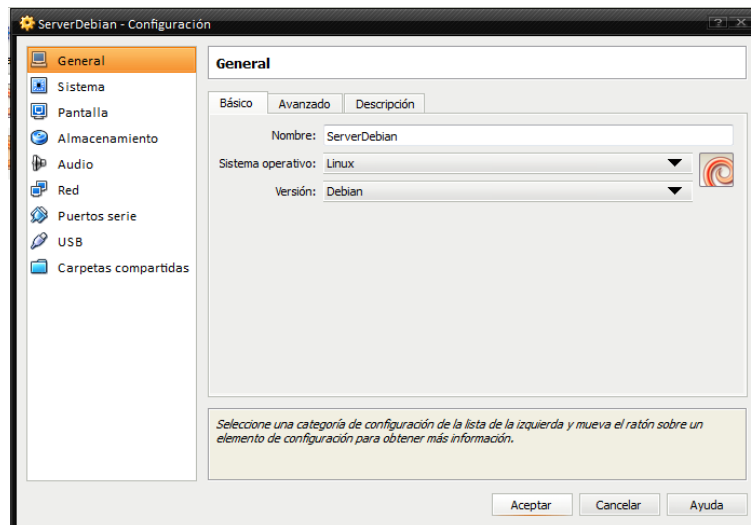 ServerDebian - Configuración
General
Sistema
Pantalla
Almacenamiento
Audio
Red
Puertos serie
USB
Carpetas compartidas
General
Básico Avanzado Descripción
Nombre: ServerDebian
Sistema operativo: Linux
Versión: Debian
Seleccione una categoría de configuración de la lista de la izquierda y mueva el ratón sobre un
elemento de configuración para obtener más información.
Aceptar Cancelar Ayuda